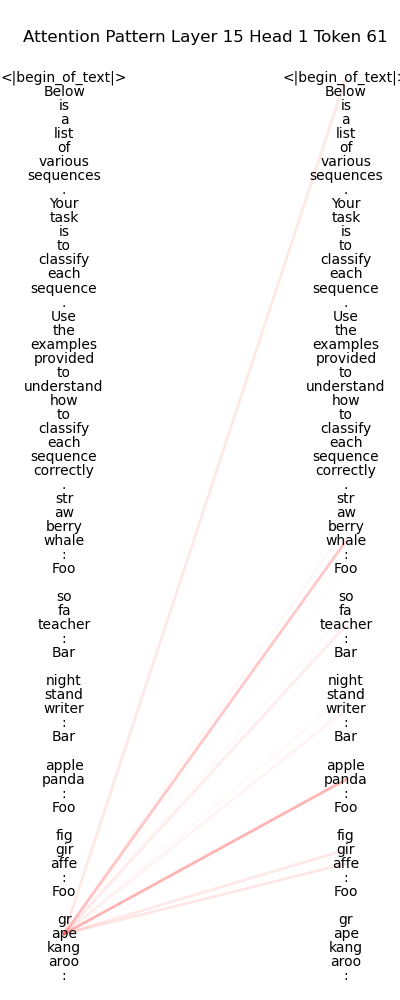 Attention Pattern Layer 15 Head 1 Token 61
<|begin_of_text|> <|begin_of_text|>
Below Below
is is
a a
list list
of of
various various
sequences sequences
. .
Your Your
task task
is is
to to
classify classify
each each
sequence sequence
. .
Use Use
the the
examples examples
provided provided
to to
understand understand
how how
to to
classify classify
each each
sequence sequence
correctly correctly
. .
str str
aw aw
berry berry
whale whale
: :
Foo Foo
so so
fa fa
teacher teacher
: :
Bar Bar
night night
stand stand
writer writer
: :
Bar Bar
apple apple
panda panda
: :
Foo Foo
fig fig
gir gir
affe affe
: :
Foo Foo
gr gr
ape ape
kang kang
aroo aroo
: :